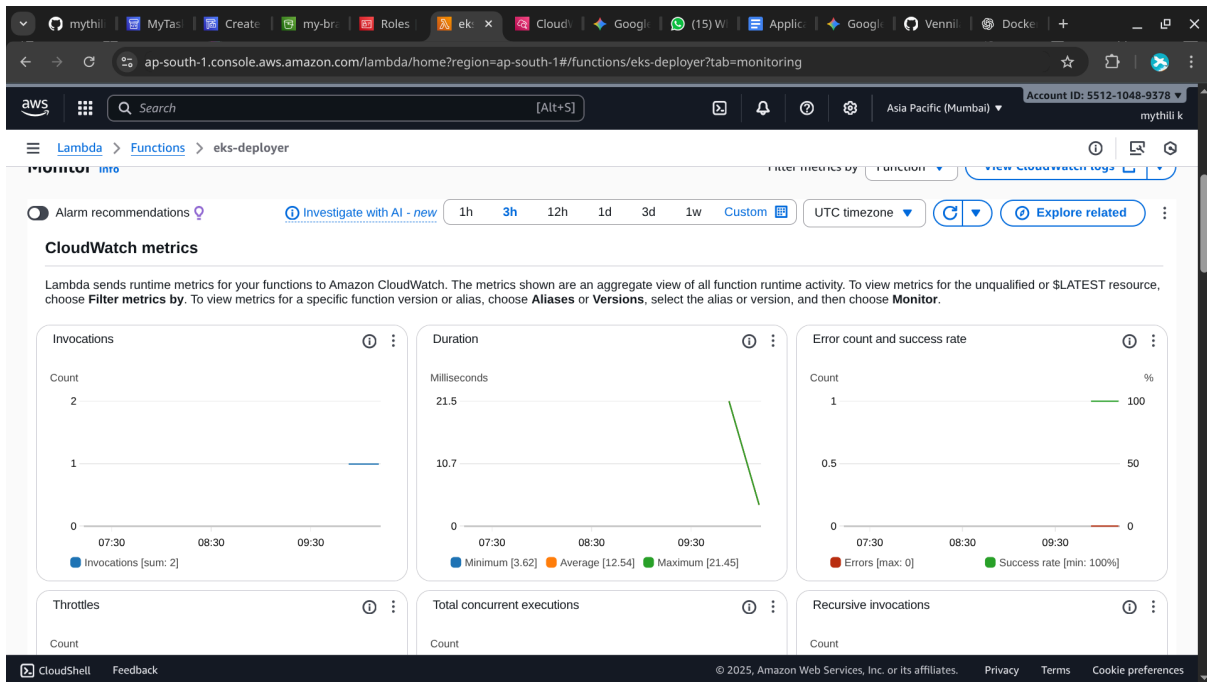 mythili
MyTas
Create
my-bra
Roles
eks
CloudW
Google
(15) W
Applica
Google
Vennil
Docke
ap-south-1.console.aws.amazon.com/lambda/home?region=ap-south-1#/functions/eks-deployer?tab=monitoring
aws
Search
[Alt+S]
Asia Pacific (Mumbai)
Account ID: 5512-1048-9378
mythili k
Lambda > Functions > eks-deployer
Monitor Info
Filter metrics by
Function
View CloudWatch logs
Alarm recommendations
Investigate with AI - new
1h 3h 12h 1d 3d 1w Custom
UTC timezone
Explore related
CloudWatch metrics
Lambda sends runtime metrics for your functions to Amazon CloudWatch. The metrics shown are an aggregate view of all function runtime activity. To view metrics for the unqualified or $LATEST resource,
choose Filter metrics by. To view metrics for a specific function version or alias, choose Aliases or Versions, select the alias or version, and then choose Monitor.
Invocations
Count
2
1
0
07:30 08:30 09:30
Invocations [sum: 2]
Duration
Milliseconds
21.5
10.7
0
07:30 08:30 09:30
Minimum [3.62] Average [12.54] Maximum [21.45]
Error count and success rate
Count %
1 100
0.5 50
0 0
07:30 08:30 09:30
Errors [max: 0] Success rate [min: 100%]
Throttles
Count
Total concurrent executions
Count
Recursive invocations
Count
CloudShell Feedback
© 2025, Amazon Web Services, Inc. or its affiliates. Privacy Terms Cookie preferences